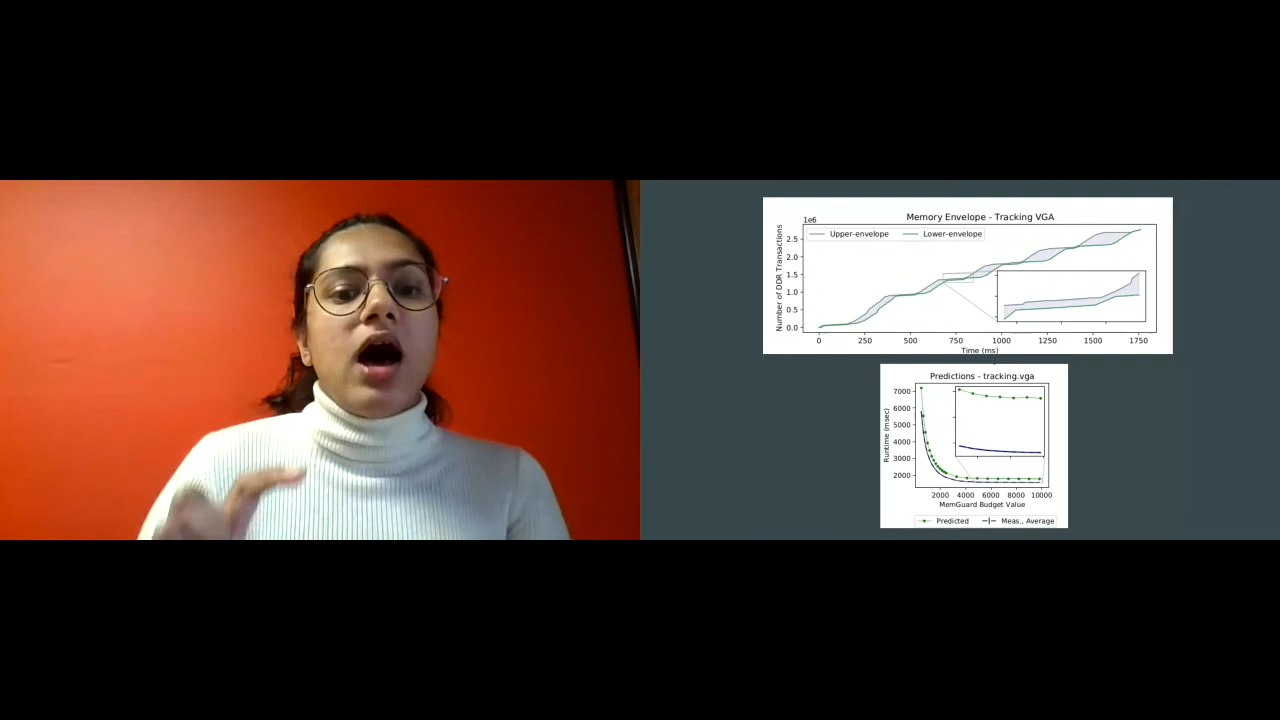 Memory Envelope - Tracking VGA
1e6
Upper-envelope Lower-envelope
Number of DDR Transactions
2.5
2.0
1.5
1.0
0.5
0.0
0 250 500 750 1000 1250 1500 1750
Time (ms)
Predictions - tracking.vga
Runtime (msec)
7000
6000
5000
4000
3000
2000
2000 4000 6000 8000 10000
MemGuard Budget Value
Predicted Meas., Average